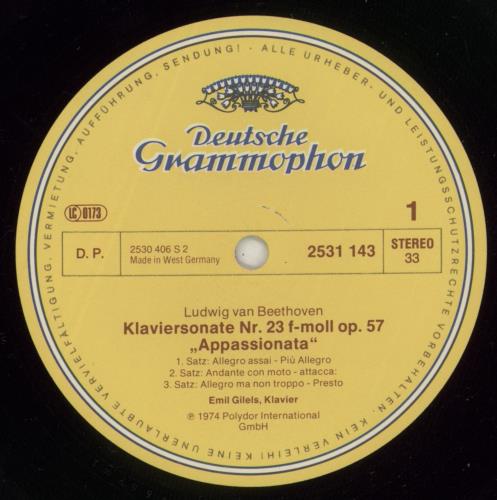 KEINE UNERLAUBTE VERVIELFÄLTIGUNG, VERMIETUNG, AUFFÜHRUNG, SENDUNG! · ALLE URHEBER- UND LEISTUNGSSCHUTZRECHTE VORBEHALTEN · KEIN VERLEIH!
Deutsche
Grammophon
LC 0173
1
D. P.
2530 406 S 2
Made in West Germany
2531 143
STEREO
33
Ludwig van Beethoven
Klaviersonate Nr. 23 f-moll op. 57
„Appassionata“
1. Satz: Allegro assai - Più Allegro
2. Satz: Andante con moto - attacca:
3. Satz: Allegro ma non troppo - Presto
Emil Gilels, Klavier
℗ 1974 Polydor International
GmbH